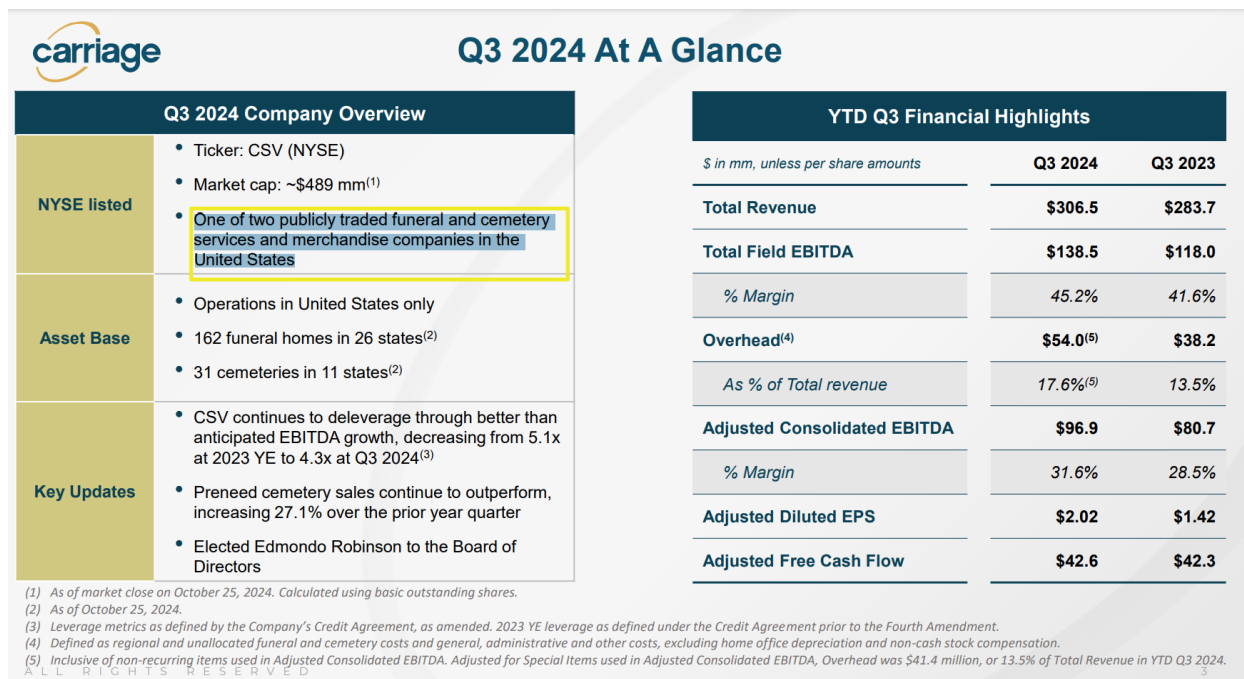 carriage
Q3 2024 At A Glance
Q3 2024 Company Overview
NYSE listed
• Ticker: CSV (NYSE)
• Market cap: ~$489 mm(1)
• One of two publicly traded funeral and cemetery
services and merchandise companies in the
United States
Asset Base
• Operations in United States only
• 162 funeral homes in 26 states(2)
• 31 cemeteries in 11 states(2)
Key Updates
• CSV continues to deleverage through better than
anticipated EBITDA growth, decreasing from 5.1x
at 2023 YE to 4.3x at Q3 2024(3)
• Preneed cemetery sales continue to outperform,
increasing 27.1% over the prior year quarter
• Elected Edmondo Robinson to the Board of
Directors
YTD Q3 Financial Highlights
$ in mm, unless per share amounts Q3 2024 Q3 2023
Total Revenue $306.5 $283.7
Total Field EBITDA $138.5 $118.0
% Margin 45.2% 41.6%
Overhead(4) $54.0(5) $38.2
As % of Total revenue 17.6%(5) 13.5%
Adjusted Consolidated EBITDA $96.9 $80.7
% Margin 31.6% 28.5%
Adjusted Diluted EPS $2.02 $1.42
Adjusted Free Cash Flow $42.6 $42.3
(1) As of market close on October 25, 2024. Calculated using basic outstanding shares.
(2) As of October 25, 2024.
(3) Leverage metrics as defined by the Company's Credit Agreement, as amended. 2023 YE leverage as defined under the Credit Agreement prior to the Fourth Amendment.
(4) Defined as regional and unallocated funeral and cemetery costs and general, administrative and other costs, excluding home office depreciation and non-cash stock compensation.
(5) Inclusive of non-recurring items used in Adjusted Consolidated EBITDA. Adjusted for Special Items used in Adjusted Consolidated EBITDA, Overhead was $41.4 million, or 13.5% of Total Revenue in YTD Q3 2024.
ALL RIGHTS RESERVED 3